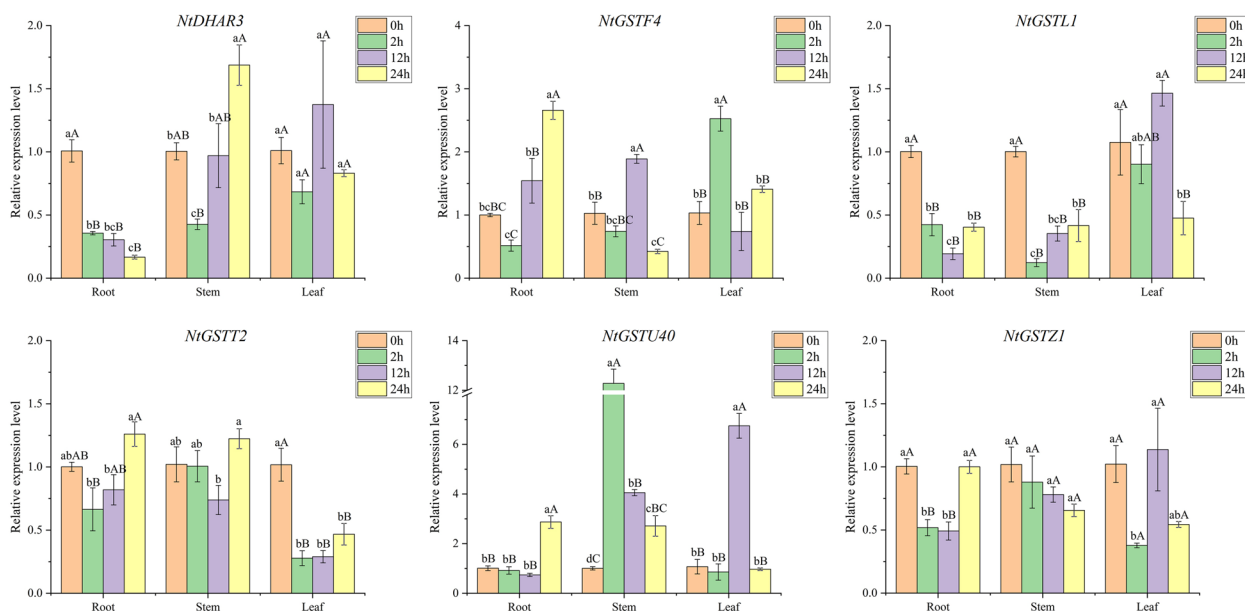 NtDHAR3
Relative expression level
2.0
1.5
1.0
0.5
0.0
0h
2h
12h
24h
aA bB bcB cB
bAB cB bAB aA
aA aA aA aA
Root Stem Leaf
NtGSTF4
Relative expression level
4
3
2
1
0
0h
2h
12h
24h
bcBC cC bB aA
bB bcBC aA cC
bB aA bB bB
Root Stem Leaf
NtGSTL1
Relative expression level
2.0
1.5
1.0
0.5
0.0
0h
2h
12h
24h
aA bB cB bB
aA cB bcB bB
aA abAB aA bB
Root Stem Leaf
NtGSTT2
Relative expression level
2.0
1.5
1.0
0.5
0.0
0h
2h
12h
24h
abAB bB bAB aA
ab ab b a
aA bB bB bB
Root Stem Leaf
NtGSTU40
Relative expression level
14
12
6
4
2
0
0h
2h
12h
24h
bB bB bB aA
dC aA bB cBC
bB bB aA bB
Root Stem Leaf
NtGSTZ1
Relative expression level
2.0
1.5
1.0
0.5
0.0
0h
2h
12h
24h
aA bB bB aA
aA aA aA aA
aA bA aA abA
Root Stem Leaf